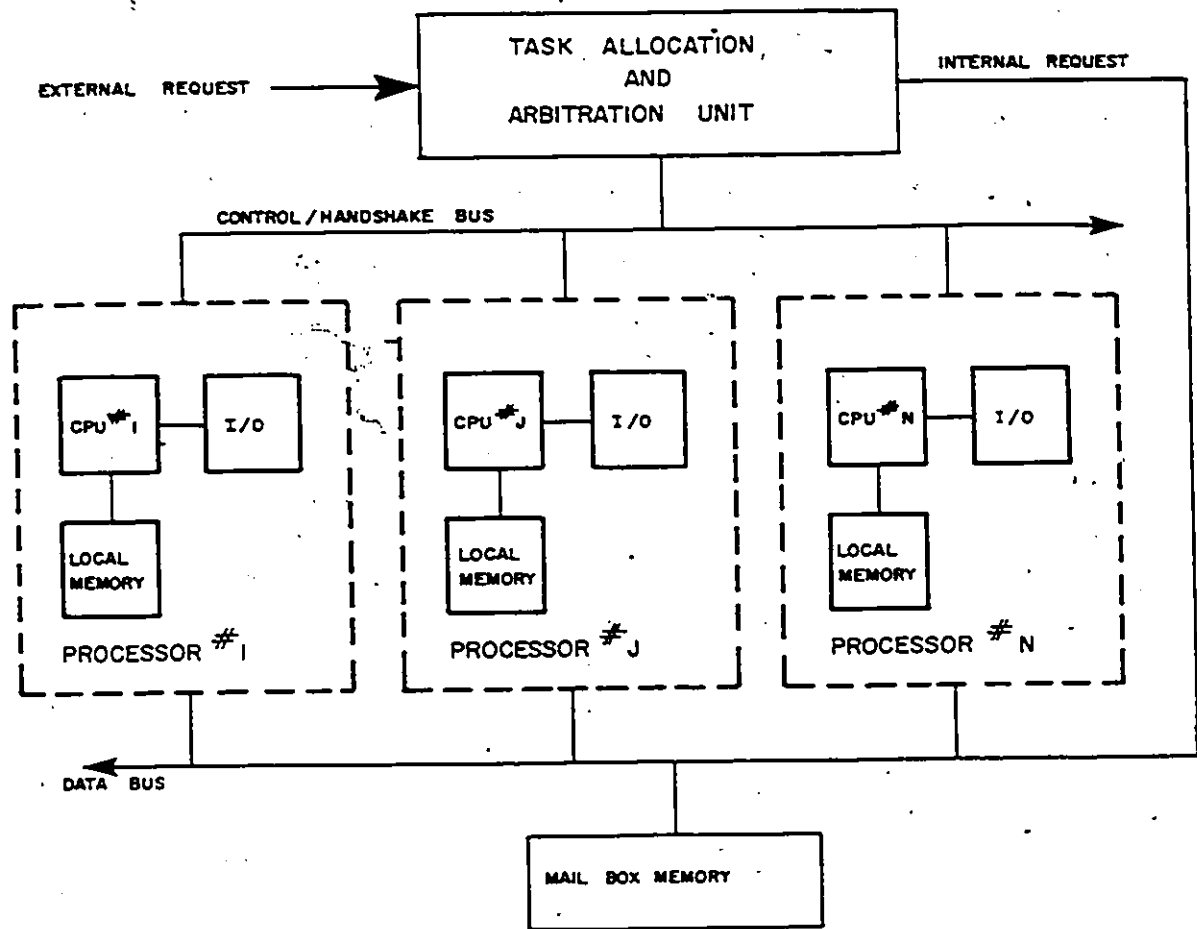 TASK ALLOCATION,
AND
ARBITRATION UNIT
EXTERNAL REQUEST
INTERNAL REQUEST
CONTROL/HANDSHAKE BUS
CPU #1
I/O
LOCAL
MEMORY
PROCESSOR #1
CPU #J
I/O
LOCAL
MEMORY
PROCESSOR #J
CPU #N
I/O
LOCAL
MEMORY
PROCESSOR #N
DATA BUS
MAIL BOX MEMORY